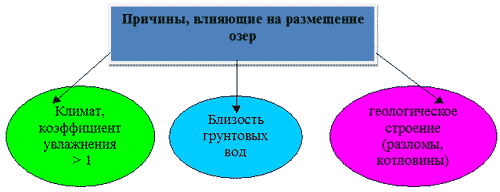 Причины, влияющие на размещение
озер
Климат,
коэффициент
увлажнения
> 1
Близость
грунтовых
вод
геологическое
строение
(разломы,
котловины)